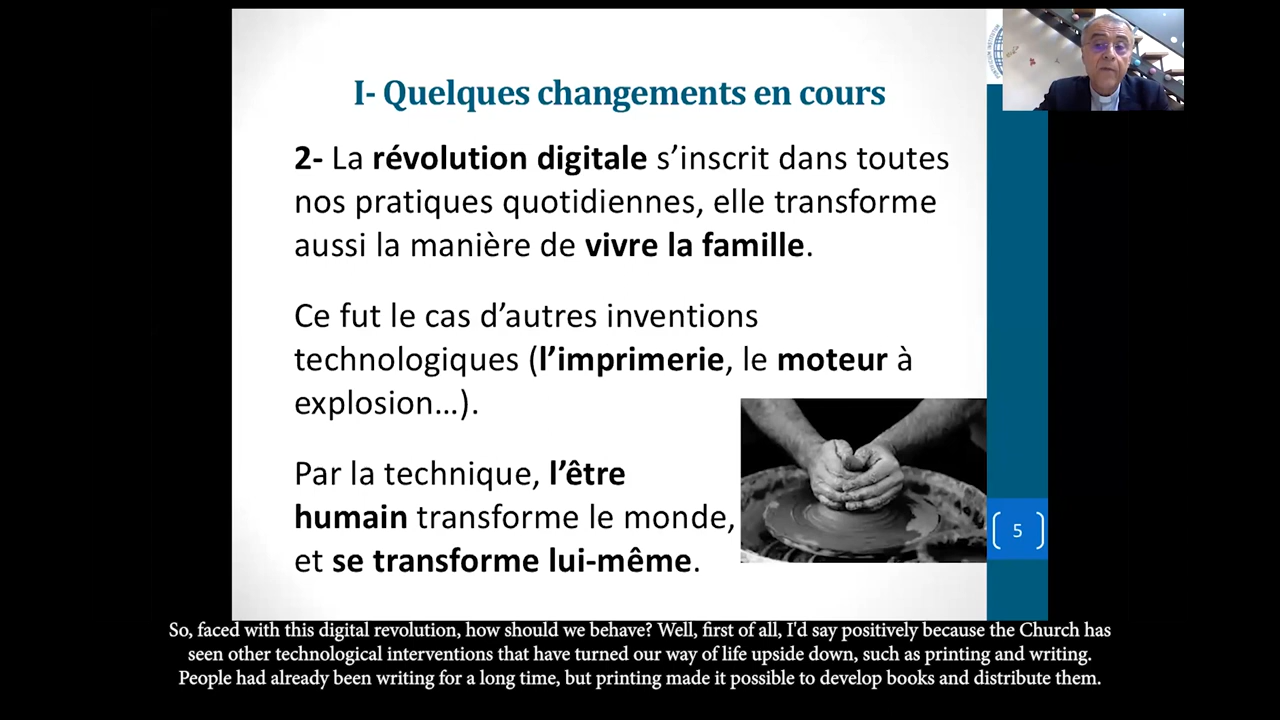 I- Quelques changements en cours
2- La révolution digitale s’inscrit dans toutes
nos pratiques quotidiennes, elle transforme
aussi la manière de vivre la famille.
Ce fut le cas d’autres inventions
technologiques (l’imprimerie, le moteur à
explosion…).
Par la technique, l’être
humain transforme le monde,
et se transforme lui-même.
5
So, faced with this digital revolution, how should we behave? Well, first of all, I'd say positively because the Church has
seen other technological interventions that have turned our way of life upside down, such as printing and writing.
People had already been writing for a long time, but printing made it possible to develop books and distribute them.